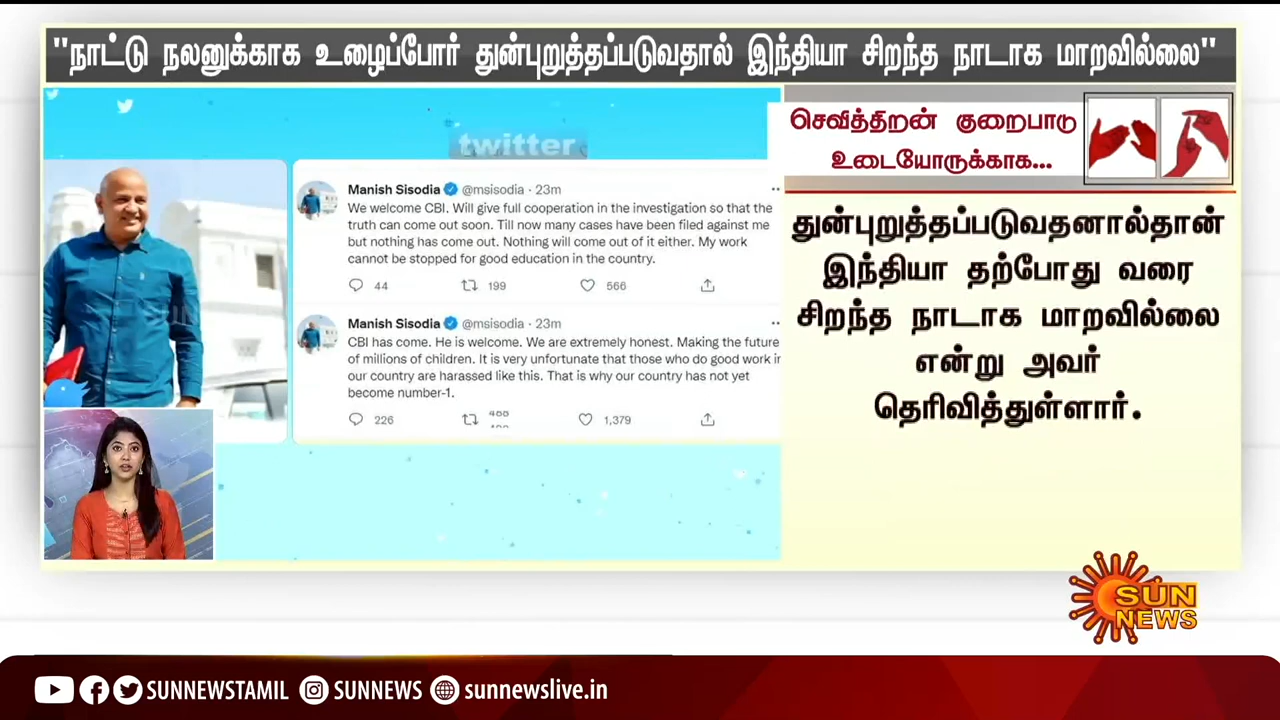 "நாட்டு நலனுக்காக உழைப்போர் துன்புறுத்தப்படுவதால் இந்தியா சிறந்த நாடாக மாறவில்லை"
twitter
செவித்திறன் குறைபாடு
உடையோருக்காக...
Manish Sisodia @msisodia · 23m
We welcome CBI. Will give full cooperation in the investigation so that the
truth can come out soon. Till now many cases have been filed against me
but nothing has come out. Nothing will come out of it either. My work
cannot be stopped for good education in the country.
44 199 566
Manish Sisodia @msisodia · 23m
CBI has come. He is welcome. We are extremely honest. Making the future
of millions of children. It is very unfortunate that those who do good work in
our country are harassed like this. That is why our country has not yet
become number-1.
226 1,379
துன்புறுத்தப்படுவதனால்தான்
இந்தியா தற்போது வரை
சிறந்த நாடாக மாறவில்லை
என்று அவர்
தெரிவித்துள்ளார்.
SUN
NEWS
SUNNEWSTAMIL SUNNEWS sunnewslive.in